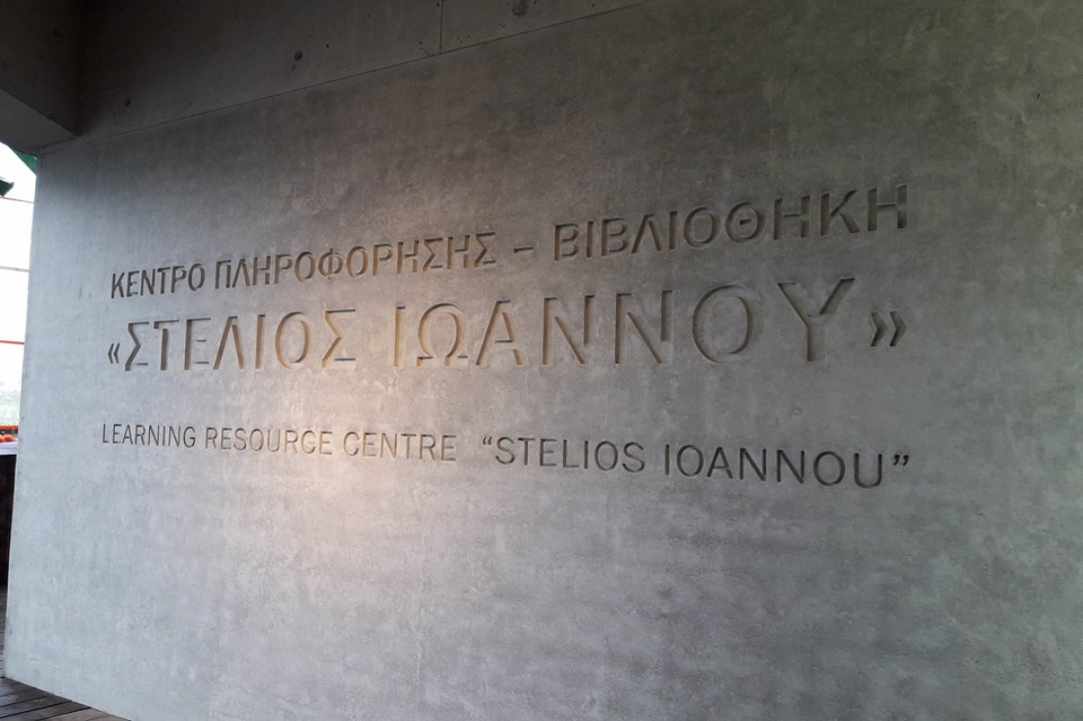 ΚΕΝΤΡΟ ΠΛΗΡΟΦΟΡΗΣΗΣ – ΒΙΒΛΙΟΘΗΚΗ
«ΣΤΕΛΙΟΣ ΙΩΑΝΝΟΥ»
LEARNING RESOURCE CENTRE “STELIOS IOANNOU”